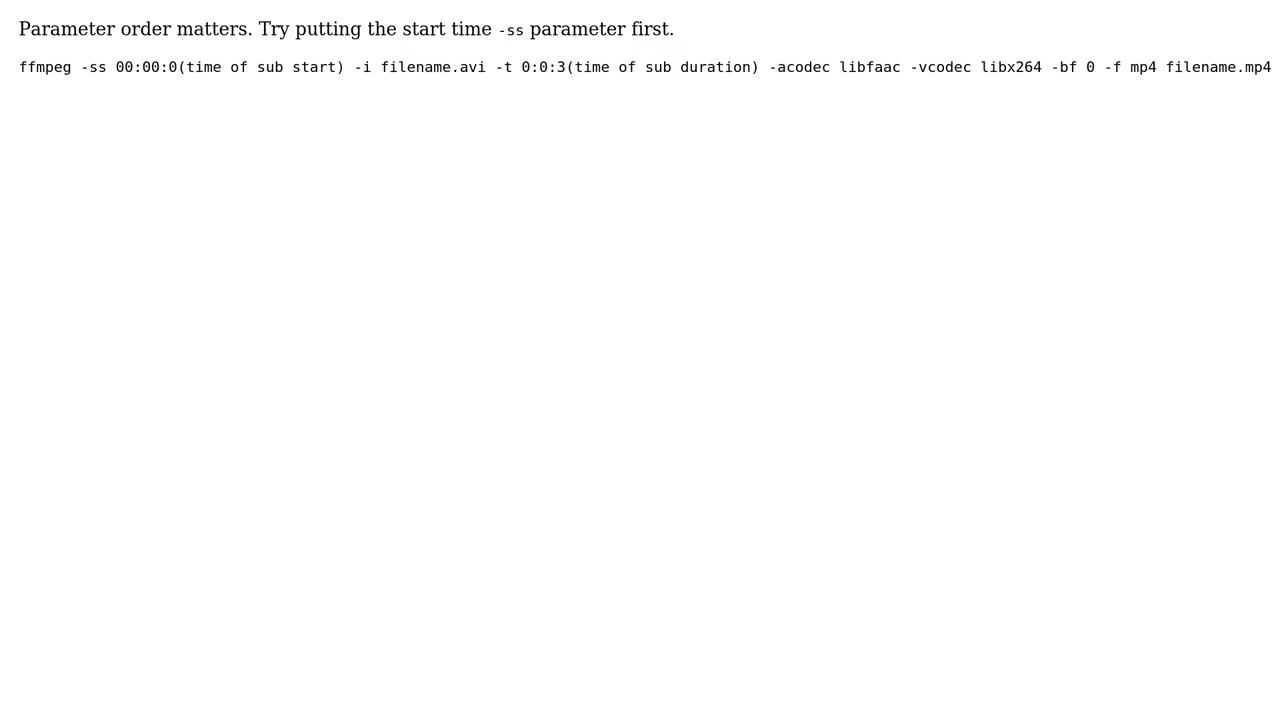 Parameter order matters. Try putting the start time -ss parameter first.
ffmpeg -ss 00:00:0(time of sub start) -i filename.avi -t 0:0:3(time of sub duration) -acodec libfaac -vcodec libx264 -bf 0 -f mp4 filename.mp4